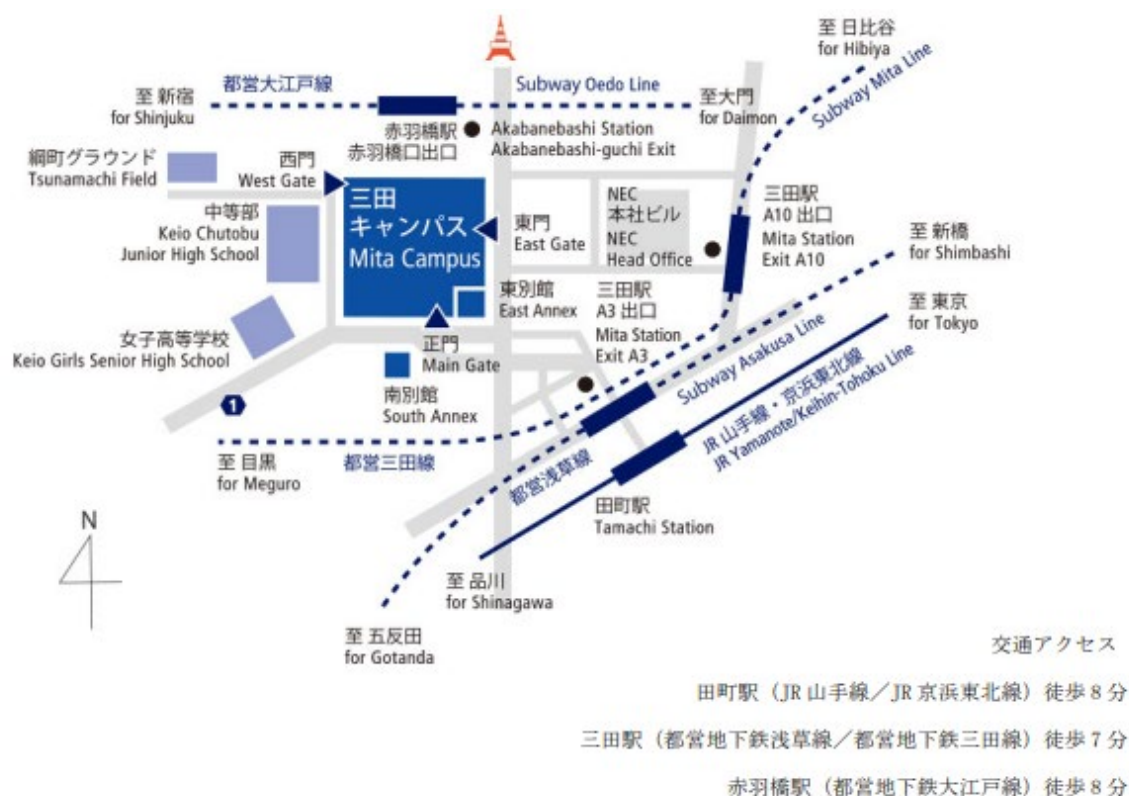 至 日比谷
for Hibiya
Subway Mita Line
都営大江戸線
Subway Oedo Line
至 新宿
for Shinjuku
至大門
for Daimon
赤羽橋駅
赤羽橋口出口
Akabanebashi Station
Akabanebashi-guchi Exit
綱町グラウンド
Tsunamachi Field
西門
West Gate
三田
キャンパス
Mita Campus
中等部
Keio Chutobu
Junior High School
東門
East Gate
NEC
本社ビル
NEC
Head Office
三田駅
A10 出口
Mita Station
Exit A10
至 新橋
for Shimbashi
東別館
East Annex
三田駅
A3 出口
Mita Station
Exit A3
至 東京
for Tokyo
女子高等学校
Keio Girls Senior High School
正門
Main Gate
南別館
South Annex
Subway Asakusa Line
JR 山手線・京浜東北線
JR Yamanote/Keihin-Tohoku Line
1
至 目黒
for Meguro
都営三田線
都営浅草線
田町駅
Tamachi Station
N
至 品川
for Shinagawa
至 五反田
for Gotanda
交通アクセス
田町駅（JR 山手線／JR 京浜東北線）徒歩 8 分
三田駅（都営地下鉄浅草線／都営地下鉄三田線）徒歩 7 分
赤羽橋駅（都営地下鉄大江戸線）徒歩 8 分